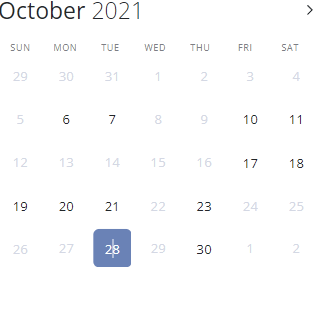 October 2021
SUN MON TUE WED THU FRI SAT
29 30 31 1 2 3 4
5 6 7 8 9 10 11
12 13 14 15 16 17 18
19 20 21 22 23 24 25
26 27 28 29 30 1 2